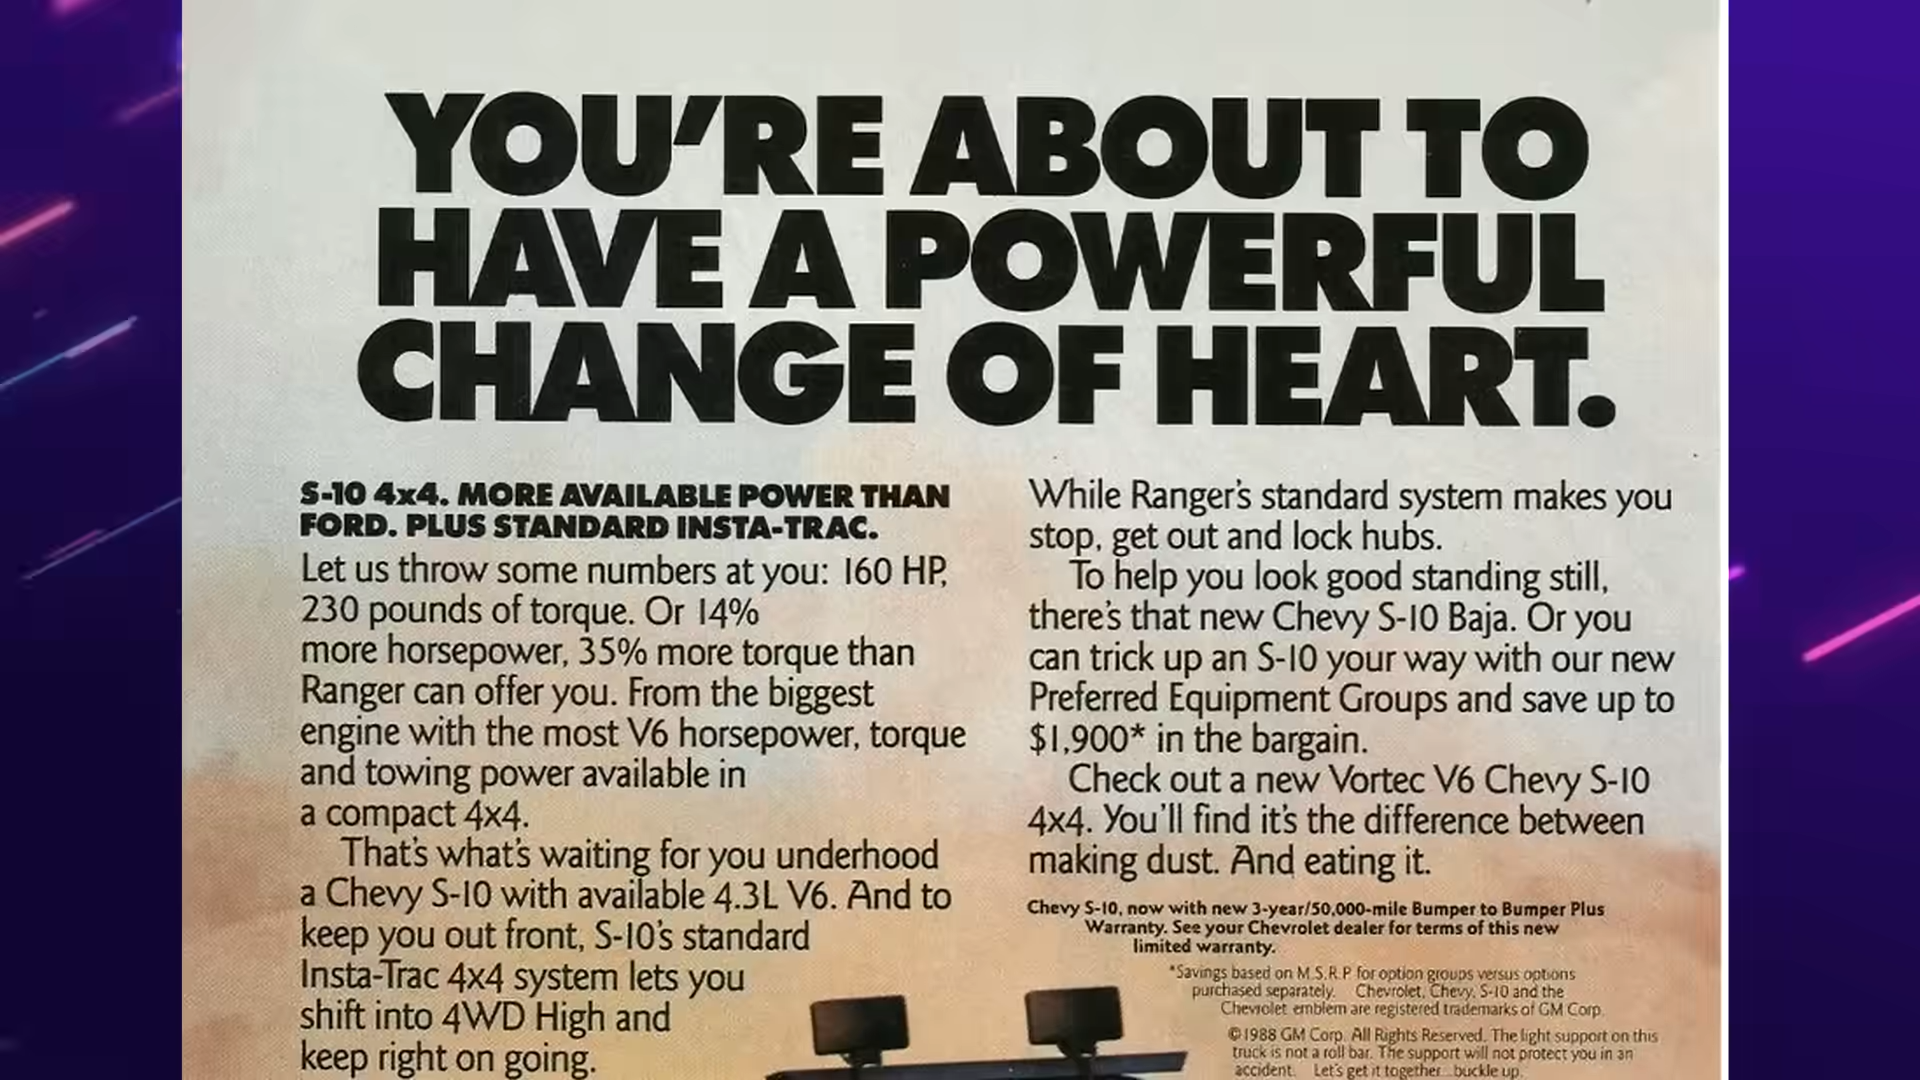 YOU'RE ABOUT TO
HAVE A POWERFUL
CHANGE OF HEART.
S-10 4x4. MORE AVAILABLE POWER THAN
FORD. PLUS STANDARD INSTA-TRAC.
Let us throw some numbers at you: 160 HP,
230 pounds of torque. Or 14%
more horsepower, 35% more torque than
Ranger can offer you. From the biggest
engine with the most V6 horsepower, torque
and towing power available in
a compact 4x4.
That's what's waiting for you underhood
a Chevy S-10 with available 4.3L V6. And to
keep you out front, S-10's standard
Insta-Trac 4x4 system lets you
shift into 4WD High and
keep right on going.
While Ranger's standard system makes you
stop, get out and lock hubs.
To help you look good standing still,
there's that new Chevy S-10 Baja. Or you
can trick up an S-10 your way with our new
Preferred Equipment Groups and save up to
$1,900* in the bargain.
Check out a new Vortec V6 Chevy S-10
4x4. You'll find it's the difference between
making dust. And eating it.
Chevy S-10, now with new 3-year/50,000-mile Bumper to Bumper Plus
Warranty. See your Chevrolet dealer for terms of this new
limited warranty.
*Savings based on M.S.R.P. for option groups versus options
purchased separately. Chevrolet, Chevy, S-10 and the
Chevrolet emblem are registered trademarks of GM Corp.
©1988 GM Corp. All Rights Reserved. The light support on this
truck is not a roll bar. The support will not protect you in an
accident. Let's get it together...buckle up.